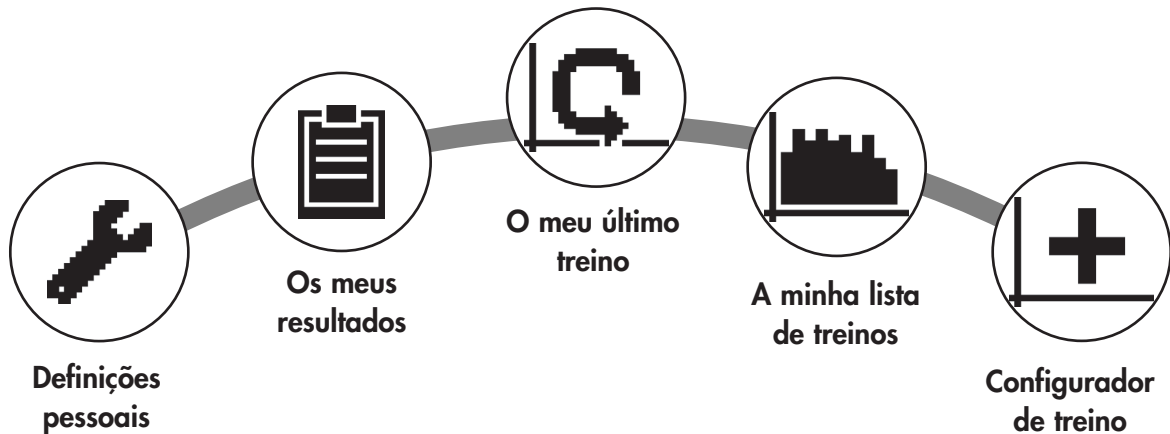 Definições
pessoais
Os meus
resultados
O meu último
treino
A minha lista
de treinos
Configurador
de treino